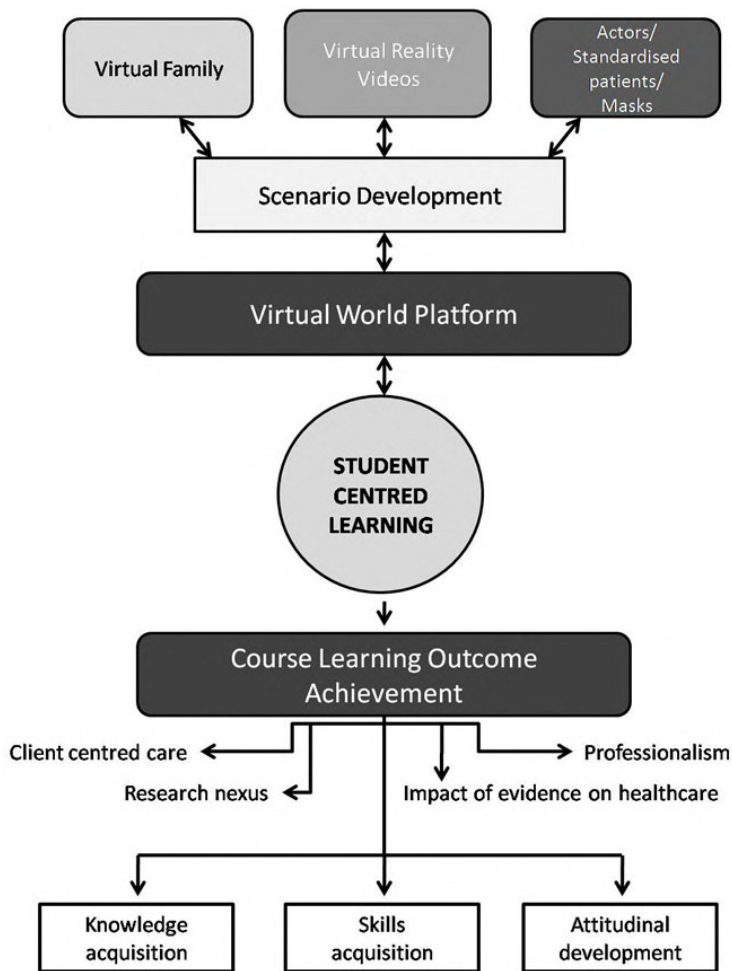 Virtual Family
Virtual Reality
Videos
Actors/
Standardised
patients/
Masks
Scenario Development
Virtual World Platform
STUDENT
CENTRED
LEARNING
Course Learning Outcome
Achievement
Client centred care
Professionalism
Research nexus
Impact of evidence on healthcare
Knowledge
acquisition
Skills
acquisition
Attitudinal
development